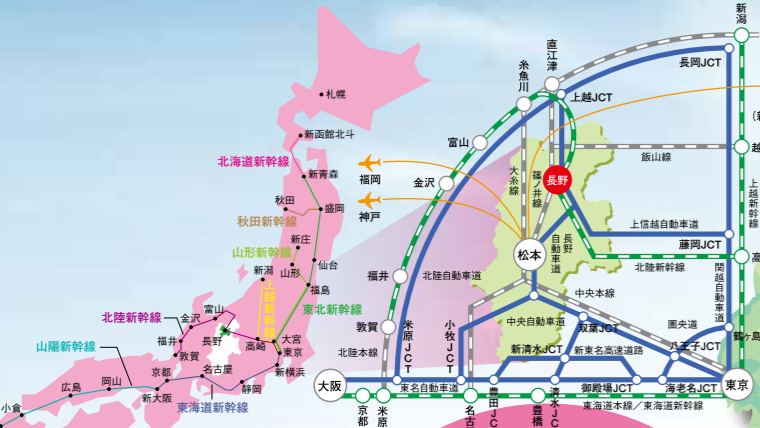 札幌
新函館北斗
北海道新幹線
新青森
秋田
盛岡
秋田新幹線
新庄
山形新幹線
山形
仙台
新潟
福島
上越新幹線
東北新幹線
北陸新幹線
富山
金沢
福井
長野
高崎
大宮
東京
敦賀
山陽新幹線
京都
名古屋
新横浜
広島
岡山
新大阪
静岡
小倉
東海道新幹線
福岡
神戸
新潟
長岡JCT
直江津
糸魚川
上越JCT
富山
金沢
飯山線
大糸線
篠ノ井線
長野
上越新幹線
上信越自動車道
藤岡JCT
北陸新幹線
松本
長野自動車道
関越自動車道
福井
北陸自動車道
中央本線
敦賀
北陸本線
米原JCT
小牧JCT
中央自動車道
双葉JCT
圏央道
八王子JCT
鶴ヶ島
新清水JCT
新東名高速道路
大阪
東名自動車道
御殿場JCT
海老名JCT
東京
東海道本線／東海道新幹線
京都
米原
名古
豊田JC
豊橋
清水JC